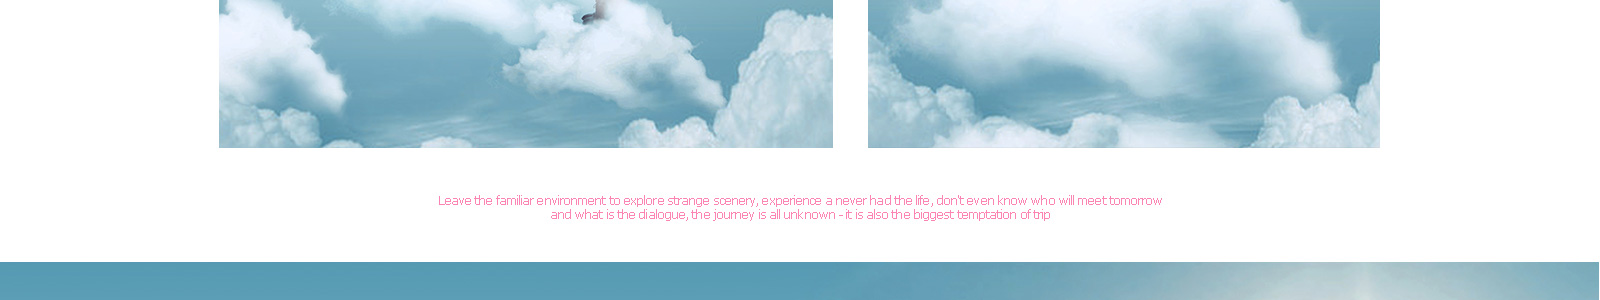 Leave the familiar environment to explore strange scenery, experience a never had the life, don't even know who will meet tomorrow
and what is the dialogue, the journey is all unknown - it is also the biggest temptation of trip